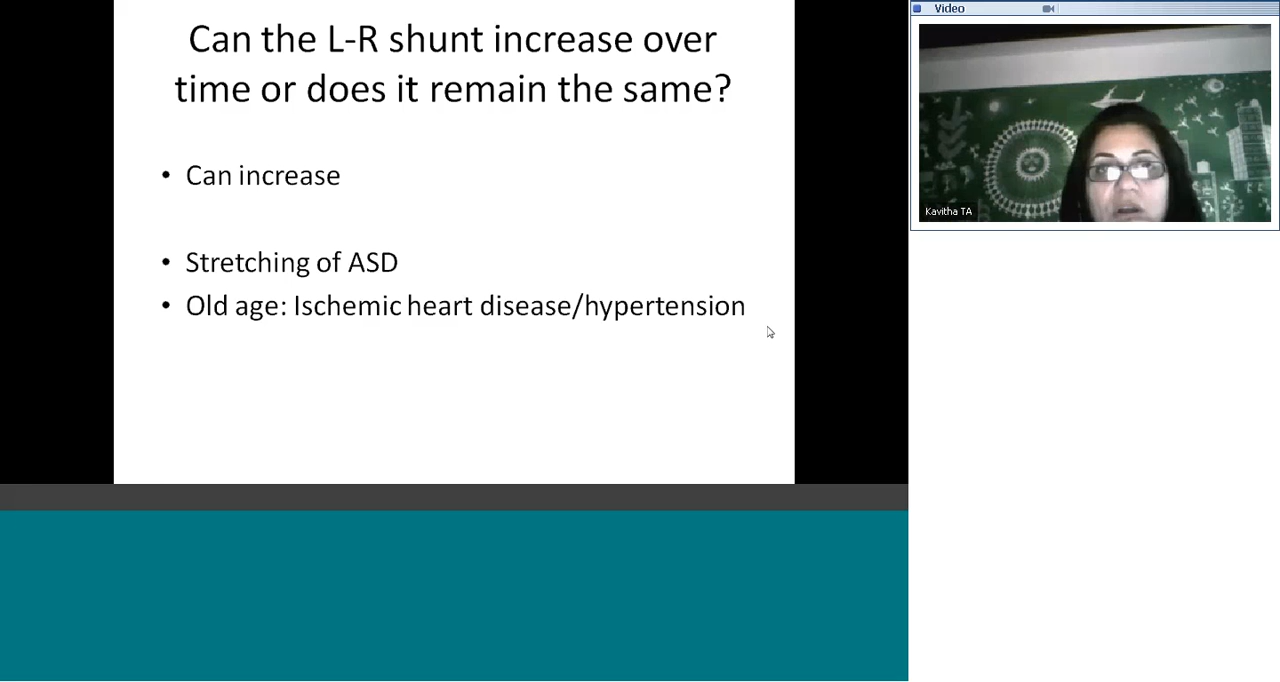 Can the L-R shunt increase over
time or does it remain the same?
• Can increase
• Stretching of ASD
• Old age: Ischemic heart disease/hypertension
Video
Kavitha TA